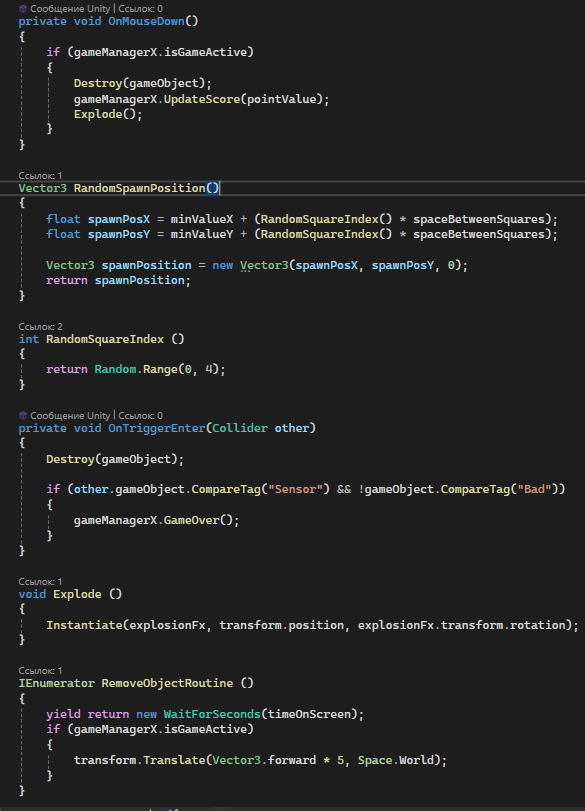 Сообщение Unity | Ссылок: 0
private void OnMouseDown()
{
if (gameManagerX.isGameActive)
{
Destroy(gameObject);
gameManagerX.UpdateScore(pointValue);
Explode();
}
}
Ссылок: 1
Vector3 RandomSpawnPosition()
{
float spawnPosX = minValueX + (RandomSquareIndex() * spaceBetweenSquares);
float spawnPosY = minValueY + (RandomSquareIndex() * spaceBetweenSquares);
Vector3 spawnPosition = new Vector3(spawnPosX, spawnPosY, 0);
return spawnPosition;
}
Ссылок: 2
int RandomSquareIndex ()
{
return Random.Range(0, 4);
}
Сообщение Unity | Ссылок: 0
private void OnTriggerEnter(Collider other)
{
Destroy(gameObject);
if (other.gameObject.CompareTag("Sensor") && !gameObject.CompareTag("Bad"))
{
gameManagerX.GameOver();
}
}
Ссылок: 1
void Explode ()
{
Instantiate(explosionFx, transform.position, explosionFx.transform.rotation);
}
Ссылок: 1
IEnumerator RemoveObjectRoutine ()
{
yield return new WaitForSeconds(timeOnScreen);
if (gameManagerX.isGameActive)
{
transform.Translate(Vector3.forward * 5, Space.World);
}
}